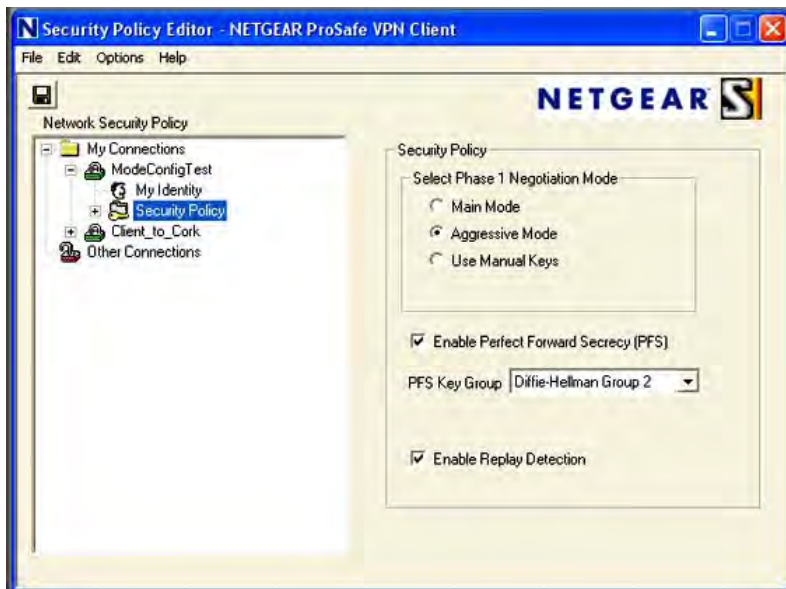 Security Policy Editor - NETGEAR ProSafe VPN Client
File Edit Options Help
NETGEAR
Network Security Policy
My Connections
ModeConfigTest
My Identity
Security Policy
Client_to_Cork
Other Connections
Security Policy
Select Phase 1 Negotiation Mode
Main Mode
Aggressive Mode
Use Manual Keys
Enable Perfect Forward Secrecy (PFS)
PFS Key Group Diffie-Hellman Group 2
Enable Replay Detection